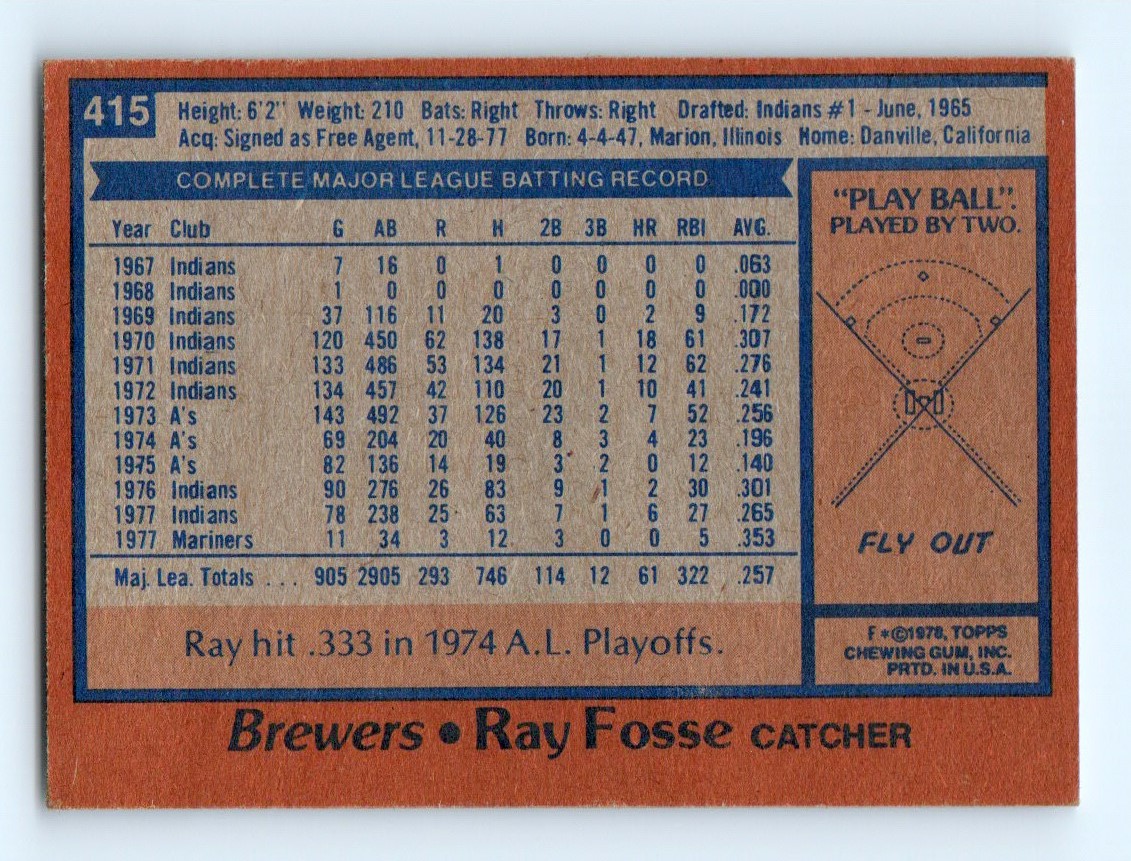 415
Height: 6'2" Weight: 210 Bats: Right Throws: Right Drafted: Indians #1 - June, 1965
Acq: Signed as Free Agent, 11-28-77 Born: 4-4-47, Marion, Illinois Home: Danville, California
COMPLETE MAJOR LEAGUE BATTING RECORD
Year Club G AB R H 2B 3B HR RBI AVG.
1967 Indians 7 16 0 1 0 0 0 0 .063
1968 Indians 1 0 0 0 0 0 0 0 .000
1969 Indians 37 116 11 20 3 0 2 9 .172
1970 Indians 120 450 62 138 17 1 18 61 .307
1971 Indians 133 486 53 134 21 1 12 62 .276
1972 Indians 134 457 42 110 20 1 10 41 .241
1973 A's 143 492 37 126 23 2 7 52 .256
1974 A's 69 204 20 40 8 3 4 23 .196
1975 A's 82 136 14 19 3 2 0 12 .140
1976 Indians 90 276 26 83 9 1 2 30 .301
1977 Indians 78 238 25 63 7 1 6 27 .265
1977 Mariners 11 34 3 12 3 0 0 5 .353
Maj. Lea. Totals . . . 905 2905 293 746 114 12 61 322 .257
Ray hit .333 in 1974 A.L. Playoffs.
"PLAY BALL".
PLAYED BY TWO.
FLY OUT
F*©1978, TOPPS
CHEWING GUM, INC.
PRTD. IN U.S.A.
Brewers • Ray Fosse CATCHER